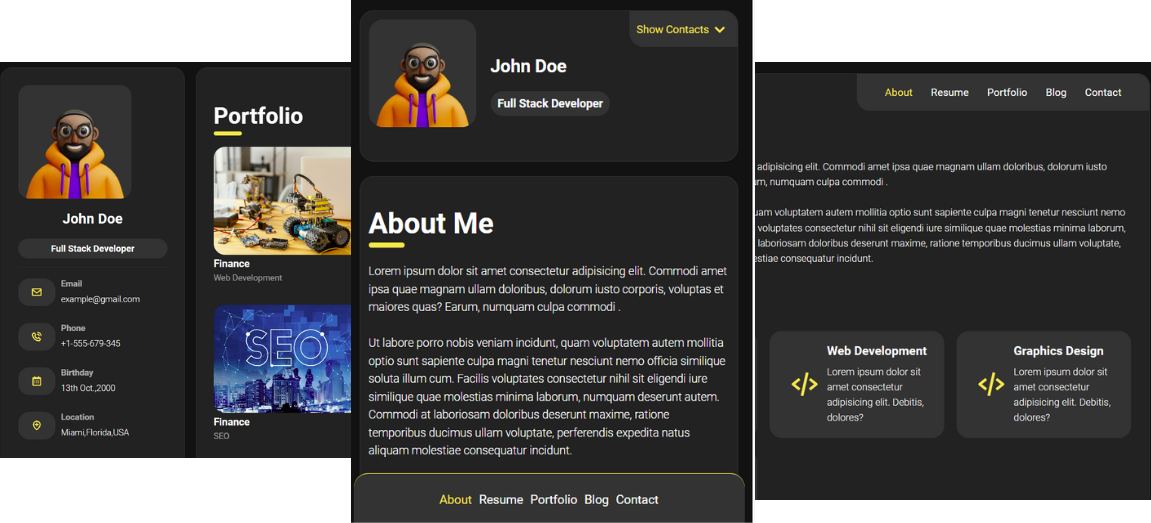 John Doe
Full Stack Developer
Email
example@gmail.com
Phone
+1-555-679-345
Birthday
13th Oct.,2000
Location
Miami,Florida,USA
Portfolio
Finance
Web Development
SEO
Finance
SEO
Show Contacts
John Doe
Full Stack Developer
About Me
Lorem ipsum dolor sit amet consectetur adipisicing elit. Commodi amet
ipsa quae magnam ullam doloribus, dolorum iusto corporis, voluptas et
maiores quas? Earum, numquam culpa commodi .
Ut labore porro nobis veniam incidunt, quam voluptatem autem mollitia
optio sunt sapiente culpa magni tenetur nesciunt nemo officia similique
soluta illum cum. Facilis voluptates consectetur nihil sit eligendi iure
similique quae molestias minima laborum, numquam deserunt autem.
Commodi at laboriosam doloribus deserunt maxime, ratione
temporibus ducimus ullam voluptate, perferendis expedita natus
aliquam molestiae consequatur incidunt.
About Resume Portfolio Blog Contact
About Resume Portfolio Blog Contact
adipisicing elit. Commodi amet ipsa quae magnam ullam doloribus, dolorum iusto
m, numquam culpa commodi .
uam voluptatem autem mollitia optio sunt sapiente culpa magni tenetur nesciunt nemo
voluptates consectetur nihil sit eligendi iure similique quae molestias minima laborum,
laboriosam doloribus deserunt maxime, ratione temporibus ducimus ullam voluptate,
estiae consequatur incidunt.
Web Development
</>
Lorem ipsum dolor sit
amet consectetur
adipisicing elit. Debitis,
dolores?
Graphics Design
</>
Lorem ipsum dolor sit
amet consectetur
adipisicing elit. Debitis,
dolores?